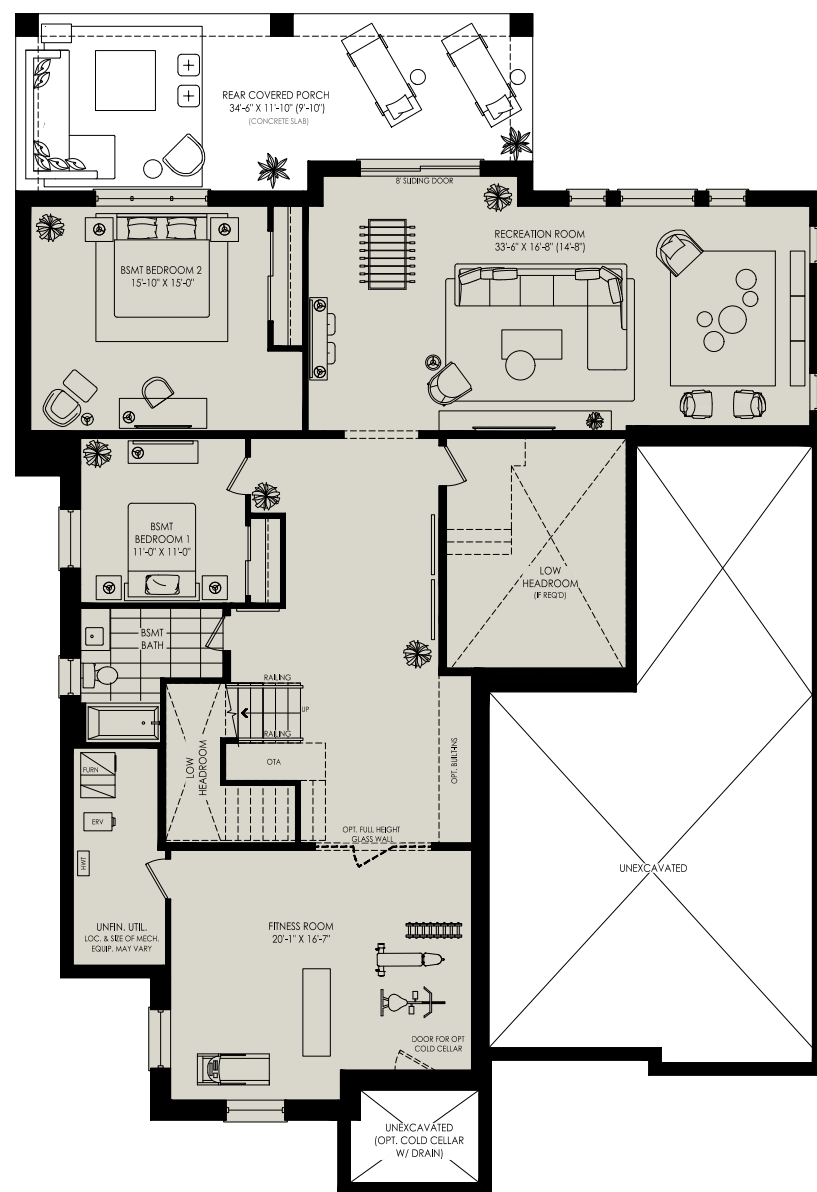 REAR COVERED PORCH
34'-6" X 11'-10" (9'-10")
(CONCRETE SLAB)
8' SLIDING DOOR
RECREATION ROOM
33'-6" X 16'-8" (14'-8")
BSMT BEDROOM 2
15'-10" X 15'-0"
BSMT
BEDROOM 1
11'-0" X 11'-0"
LOW
HEADROOM
(IF REQ'D)
BSMT
BATH
RAILING
UP
RAILING
LOW
HEADROOM
OTA
OPT. BUILT-INS
FURN
ERV
HWT
OPT. FULL HEIGHT
GLASS WALL
UNEXCAVATED
UNFIN. UTIL.
LOC. & SIZE OF MECH.
EQUIP. MAY VARY
FITNESS ROOM
20'-1" X 16'-7"
DOOR FOR OPT
COLD CELLAR
UNEXCAVATED
(OPT. COLD CELLAR
W/ DRAIN)